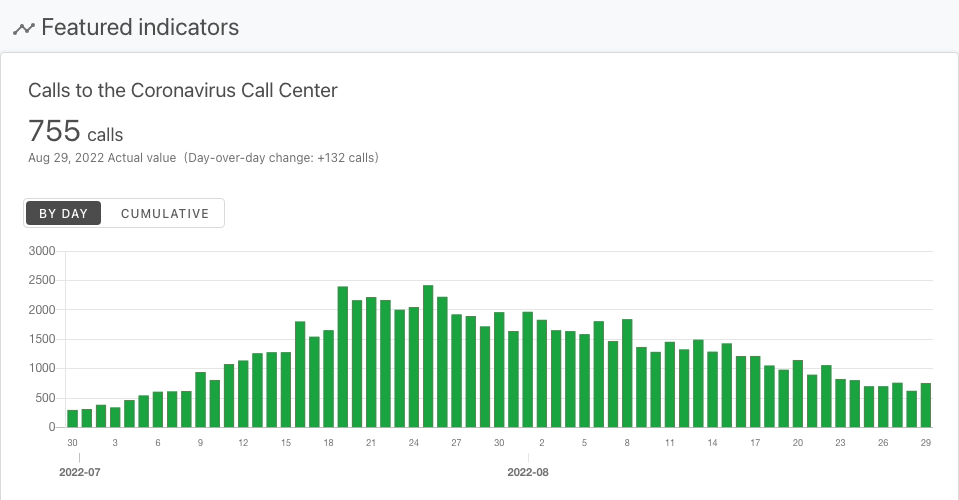 Featured indicators
Calls to the Coronavirus Call Center
755 calls
Aug 29, 2022 Actual value (Day-over-day change: +132 calls)
BY DAY CUMULATIVE
3000
2500
2000
1500
1000
500
0
30 3 6 9 12 15 18 21 24 27 30 2 5 8 11 14 17 20 23 26 29
2022-07 2022-08